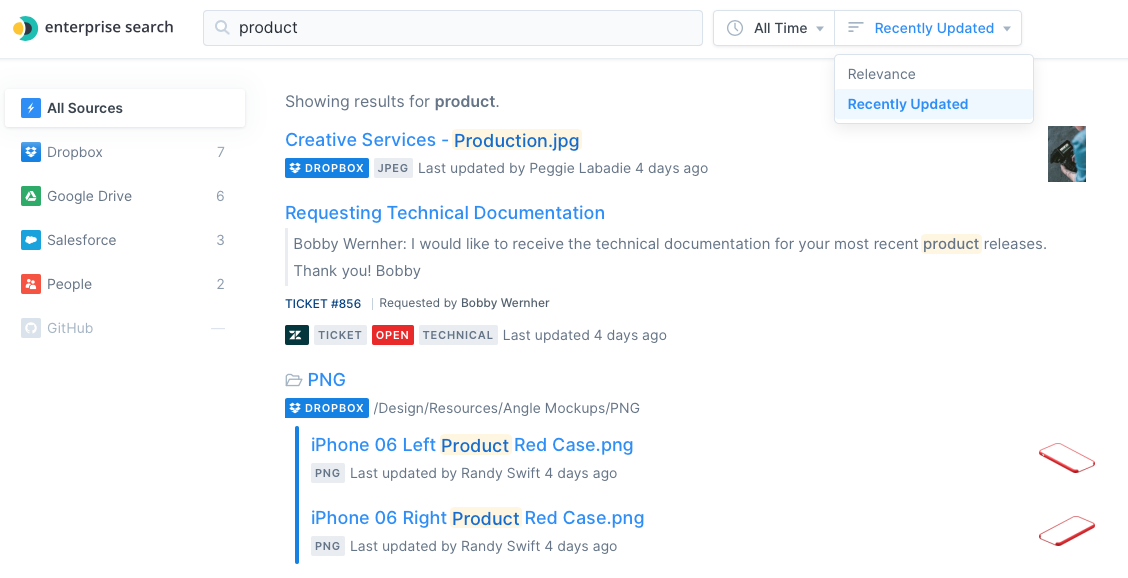 enterprise search
product
All Time
Recently Updated
Relevance
Recently Updated
All Sources
Dropbox 7
Google Drive 6
Salesforce 3
People 2
GitHub —
Showing results for product.
Creative Services - Production.jpg
DROPBOX JPEG Last updated by Peggie Labadie 4 days ago
Requesting Technical Documentation
Bobby Wernher: I would like to receive the technical documentation for your most recent product releases.
Thank you! Bobby
TICKET #856 | Requested by Bobby Wernher
TICKET OPEN TECHNICAL Last updated 4 days ago
PNG
DROPBOX /Design/Resources/Angle Mockups/PNG
iPhone 06 Left Product Red Case.png
PNG Last updated by Randy Swift 4 days ago
iPhone 06 Right Product Red Case.png
PNG Last updated by Randy Swift 4 days ago